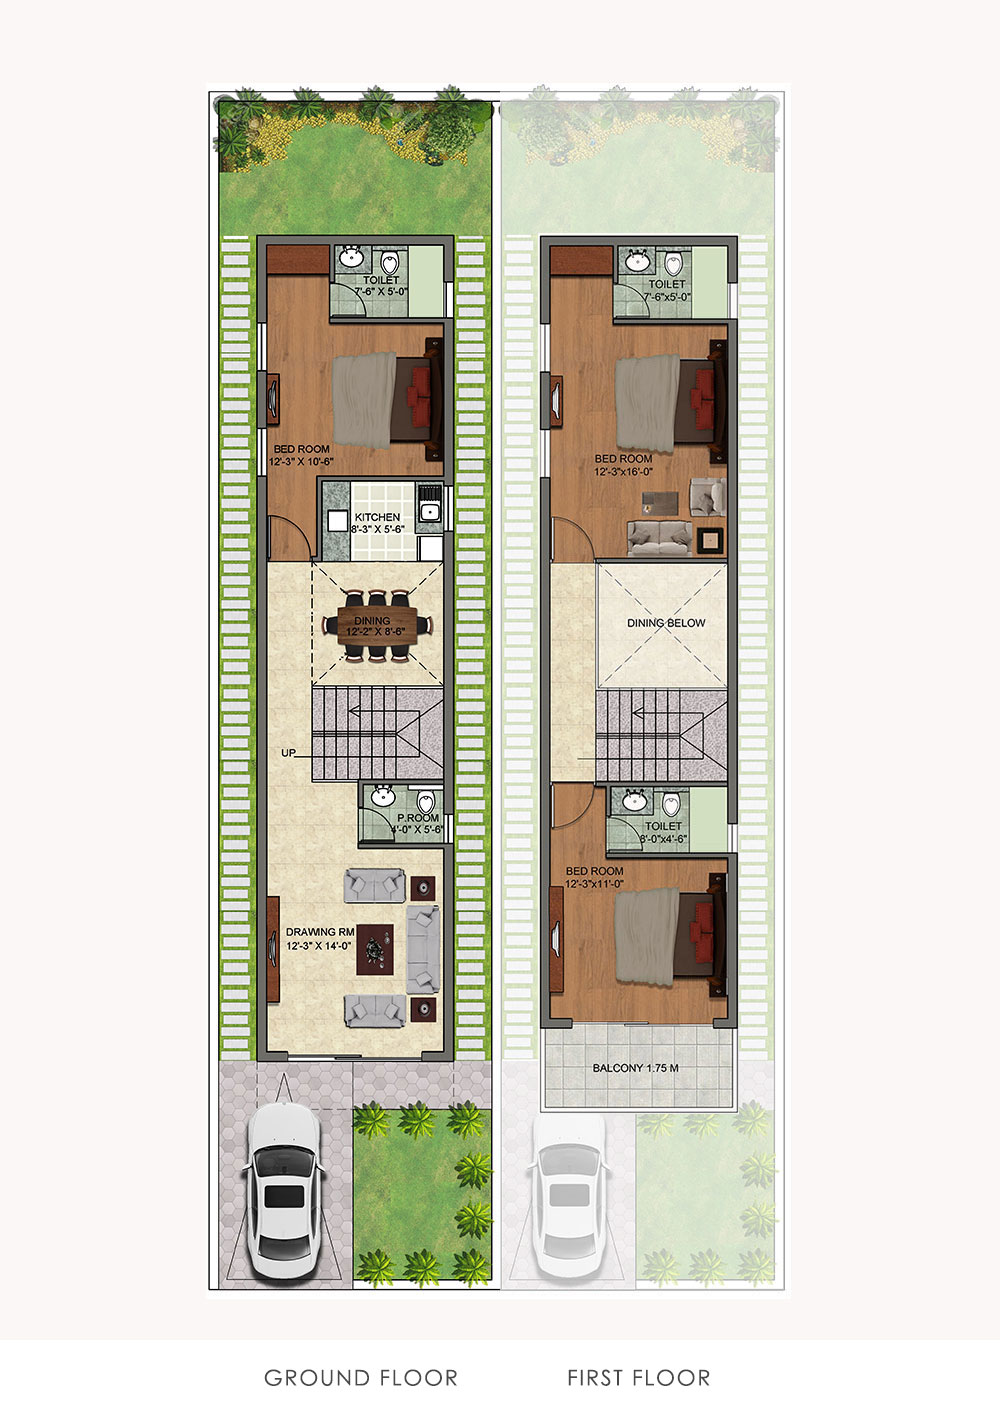 TOILET
7'-6" X 5'-0"
BED ROOM
12'-3" X 10'-6"
KITCHEN
8'-3" X 5'-6"
DINING
12'-2" X 8'-6"
UP
P.ROOM
4'-0" X 5'-6"
DRAWING RM
12'-3" X 14'-0"
TOILET
7'-6"x5'-0"
BED ROOM
12'-3"x16'-0"
DINING BELOW
TOILET
8'-0"x4'-6"
BED ROOM
12'-3"x11'-0"
BALCONY 1.75 M
GROUND FLOOR
FIRST FLOOR